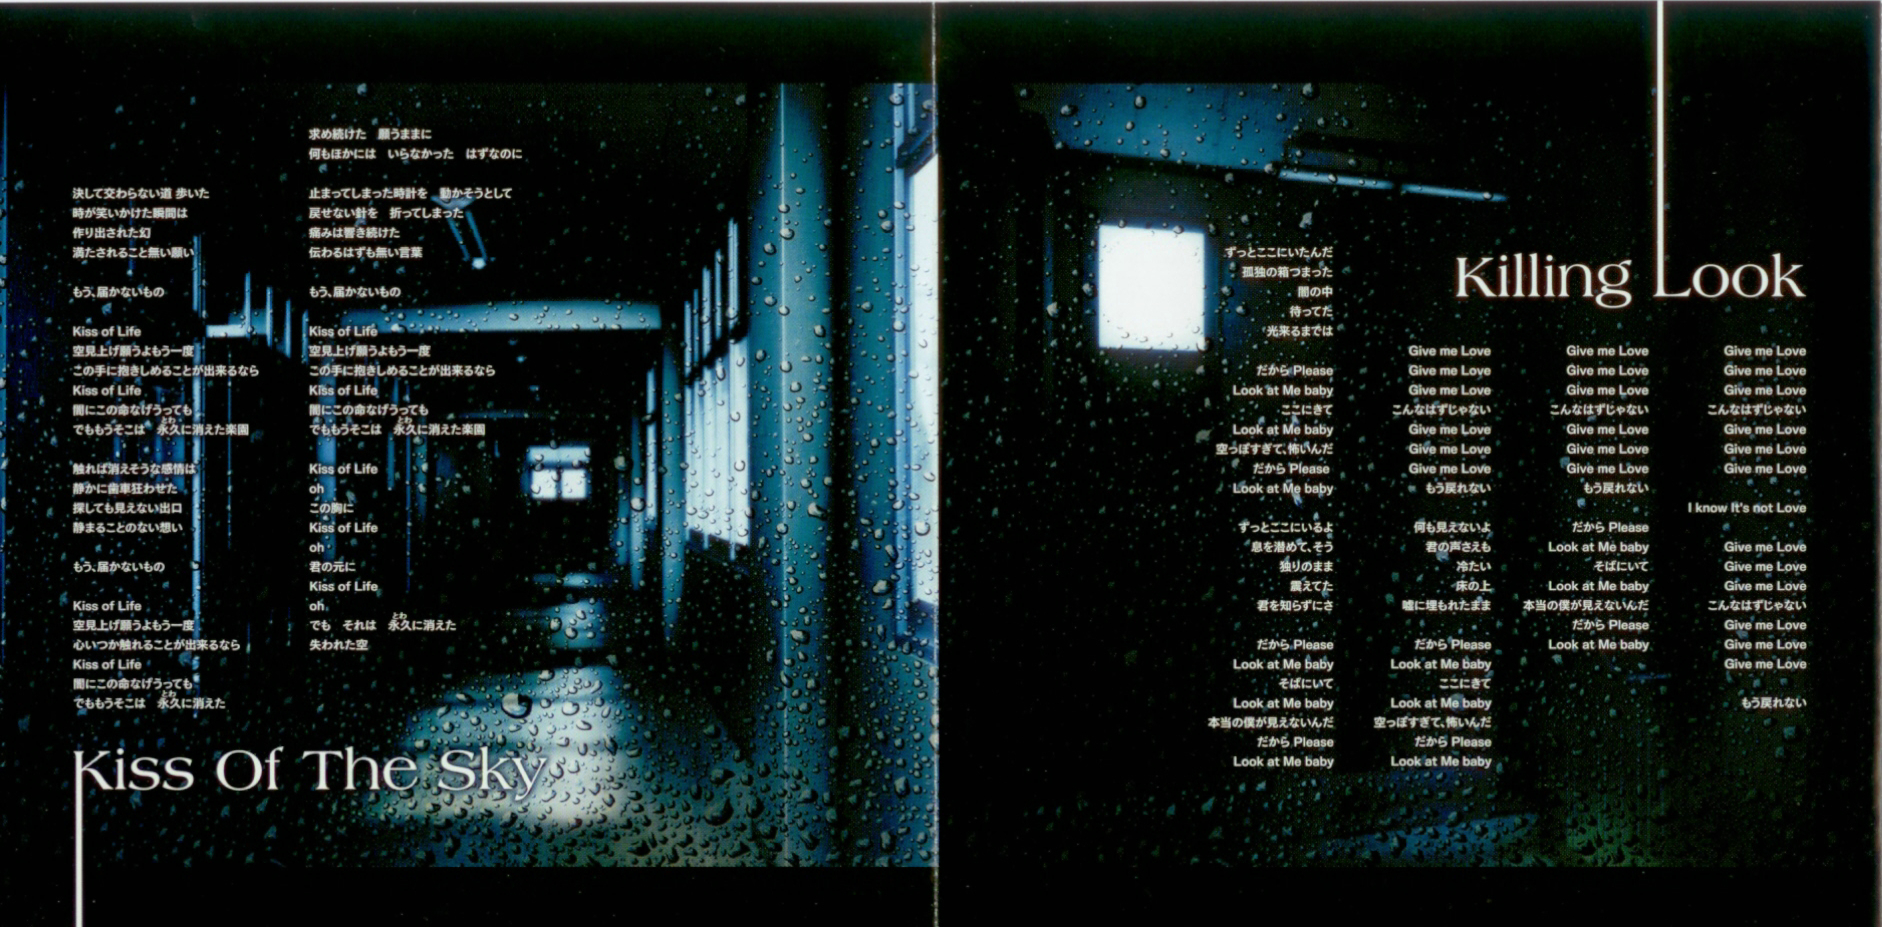 決して交わらない道 歩いた
時が笑いかけた瞬間は
作り出された幻
満たされること無い願い
もう、届かないもの
Kiss of Life
空見上げ願うよもう一度
この手に抱きしめることが出来るなら
Kiss of Life
闇にこの命なげうっても
でももうそこは　永久に消えた楽園
とわ
触れば消えそうな感情は
静かに歯車狂わせた
探しても見えない出口
静まることのない想い
もう、届かないもの
Kiss of Life
空見上げ願うよもう一度
心いつか触れることが出来るなら
Kiss of Life
闇にこの命なげうっても
でももうそこは　永久に消えた
とわ
求め続けた　願うままに
何もほかには　いらなかった　はずなのに
止まってしまった時計を　動かそうとして
戻せない針を　折ってしまった
痛みは響き続けた
伝わるはずも無い言葉
もう、届かないもの
Kiss of Life
空見上げ願うよもう一度
この手に抱きしめることが出来るなら
Kiss of Life
闇にこの命なげうっても
でももうそこは　永久に消えた楽園
とわ
Kiss of Life
oh
この胸に
Kiss of Life
oh
君の元に
Kiss of Life
oh
でも　それは　永久に消えた
とわ
失われた空
Kiss Of The Sky
Killing Look
ずっとここにいたんだ
孤独の箱つまった
闇の中
待ってた
光来るまでは
だから Please
Look at Me baby
ここにきて
Look at Me baby
空っぽすぎて、怖いんだ
だから Please
Look at Me baby
ずっとここにいるよ
息を潜めて、そう
独りのまま
震えてた
君を知らずにさ
だから Please
Look at Me baby
そばにいて
Look at Me baby
本当の僕が見えないんだ
だから Please
Look at Me baby
Give me Love
Give me Love
Give me Love
こんなはずじゃない
Give me Love
Give me Love
Give me Love
もう戻れない
何も見えないよ
君の声さえも
冷たい
床の上
嘘に埋もれたまま
だから Please
Look at Me baby
ここにきて
Look at Me baby
空っぽすぎて、怖いんだ
だから Please
Look at Me baby
Give me Love
Give me Love
Give me Love
こんなはずじゃない
Give me Love
Give me Love
Give me Love
もう戻れない
だから Please
Look at Me baby
そばにいて
Look at Me baby
本当の僕が見えないんだ
だから Please
Look at Me baby
Give me Love
Give me Love
Give me Love
こんなはずじゃない
Give me Love
Give me Love
Give me Love
I know It's not Love
Give me Love
Give me Love
Give me Love
こんなはずじゃない
Give me Love
Give me Love
Give me Love
もう戻れない